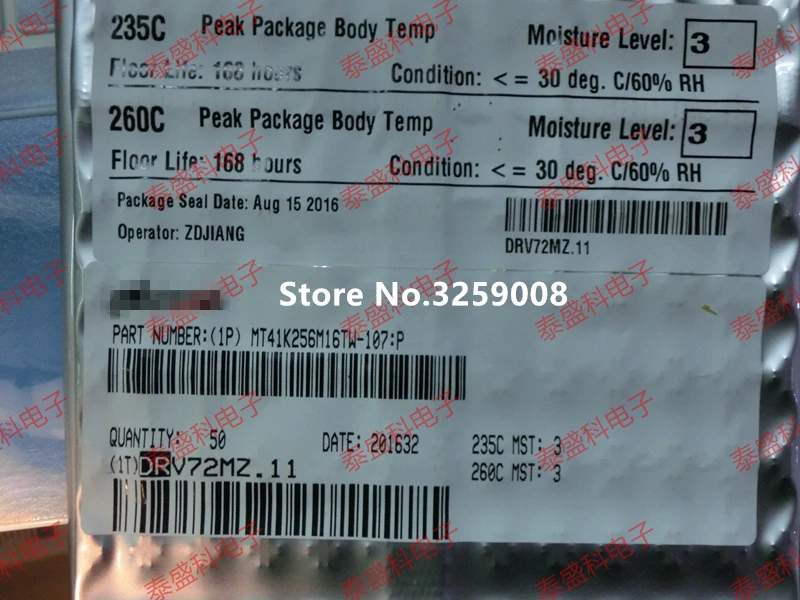 235C Peak Package Body Temp Moisture Level: 3
Floor Life: 168 hours Condition: <= 30 deg. C/60% RH
260C Peak Package Body Temp Moisture Level: 3
Floor Life: 168 hours Condition: <= 30 deg. C/60% RH
Package Seal Date: Aug 15 2016
Operator: ZDJIANG
DRV72MZ.11
Store No.3259008
PART NUMBER:(1P) MT41K256M16TW-107:P
QUANTITY: 50 DATE: 201632 235C MST: 3
(1T)DRV72MZ.11 260C MST: 3
泰盛科电子